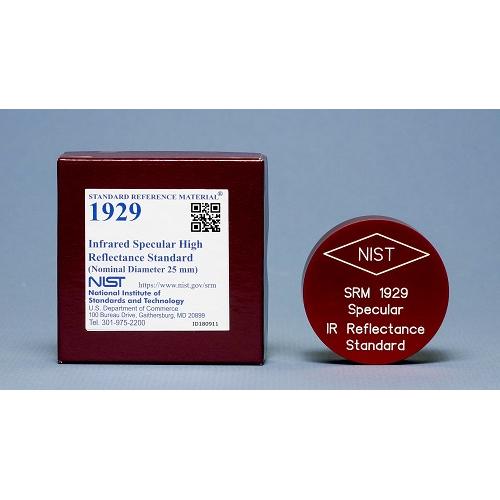 STANDARD REFERENCE MATERIAL®
1929
Infrared Specular High
Reflectance Standard
(Nominal Diameter 25 mm)
NIST https://www.nist.gov/srm
National Institute of
Standards and Technology
U.S. Department of Commerce
100 Bureau Drive, Gaithersburg, MD 20899
Tel. 301-975-2200 ID180911
NIST
SRM 1929
Specular
IR Reflectance
Standard